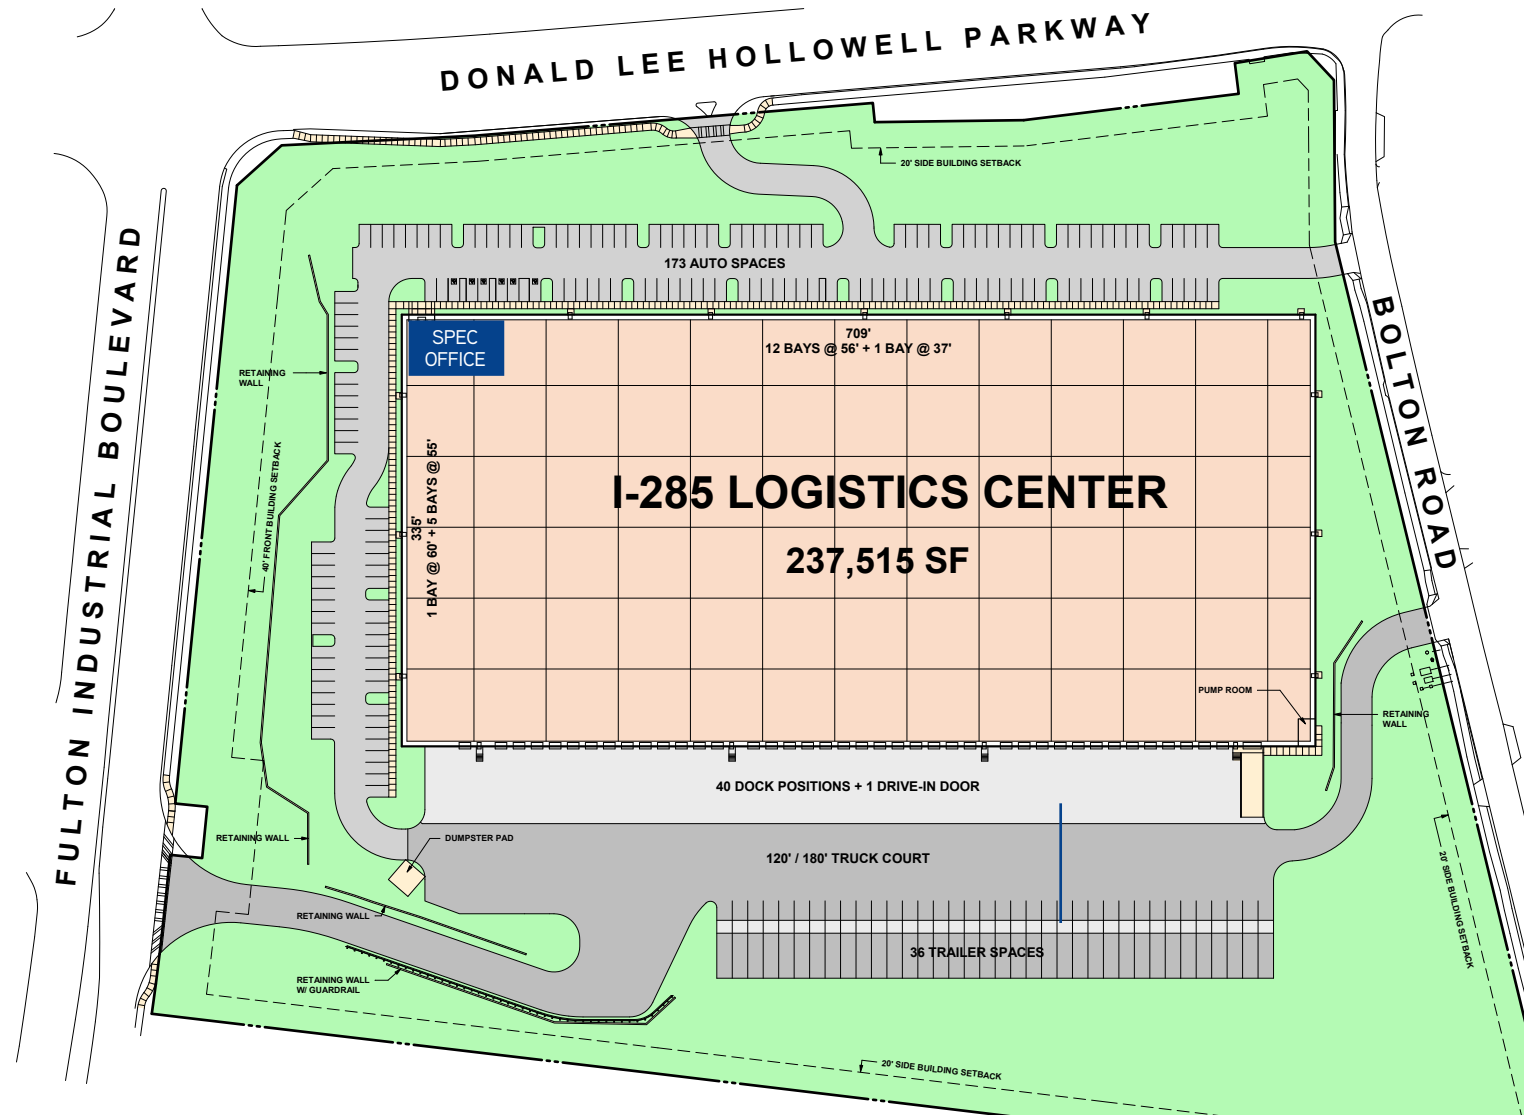 DONALD LEE HOLLOWELL PARKWAY
20' SIDE BUILDING SETBACK
FULTON INDUSTRIAL BOULEVARD
BOLTON ROAD
173 AUTO SPACES
SPEC
OFFICE
709'
12 BAYS @ 56' + 1 BAY @ 37'
RETAINING
WALL
40' FRONT BUILDING SETBACK
335'
1 BAY @ 60' + 5 BAYS @ 55'
I-285 LOGISTICS CENTER
237,515 SF
PUMP ROOM
RETAINING
WALL
40 DOCK POSITIONS + 1 DRIVE-IN DOOR
RETAINING WALL
DUMPSTER PAD
120' / 180' TRUCK COURT
20' SIDE BUILDING SETBACK
RETAINING WALL
36 TRAILER SPACES
RETAINING WALL
W/ GUARDRAIL
20' SIDE BUILDING SETBACK